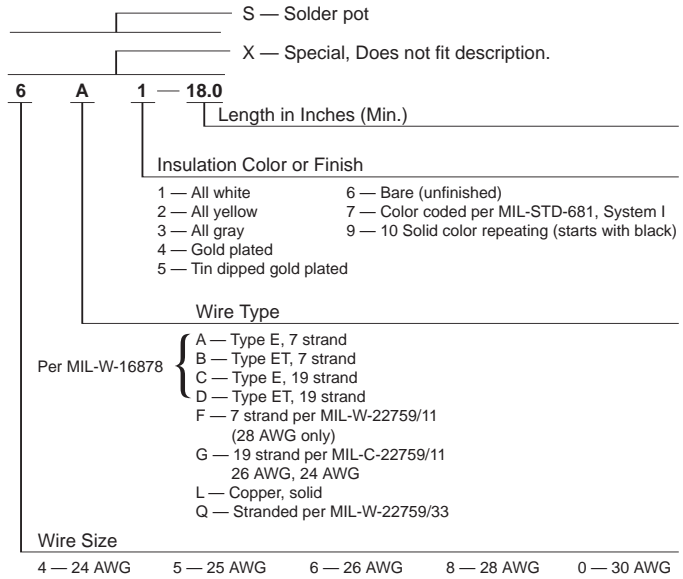 S — Solder pot
X — Special, Does not fit description.
6 A 1 — 18.0
Length in Inches (Min.)
Insulation Color or Finish
1 — All white
2 — All yellow
3 — All gray
4 — Gold plated
5 — Tin dipped gold plated
6 — Bare (unfinished)
7 — Color coded per MIL-STD-681, System I
9 — 10 Solid color repeating (starts with black)
Wire Type
Per MIL-W-16878
A — Type E, 7 strand
B — Type ET, 7 strand
C — Type E, 19 strand
D — Type ET, 19 strand
F — 7 strand per MIL-W-22759/11
(28 AWG only)
G — 19 strand per MIL-C-22759/11
26 AWG, 24 AWG
L — Copper, solid
Q — Stranded per MIL-W-22759/33
Wire Size
4 — 24 AWG 5 — 25 AWG 6 — 26 AWG 8 — 28 AWG 0 — 30 AWG